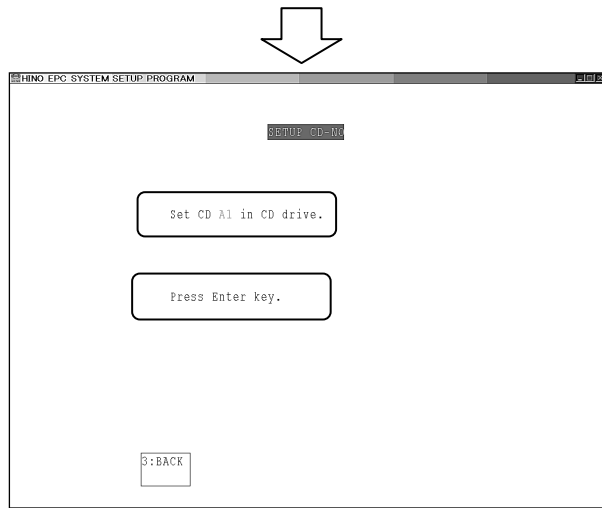 HINO EPC SYSTEM SETUP PROGRAM
SETUP CD-NO
Set CD A1 in CD drive.
Press Enter key.
3:BACK